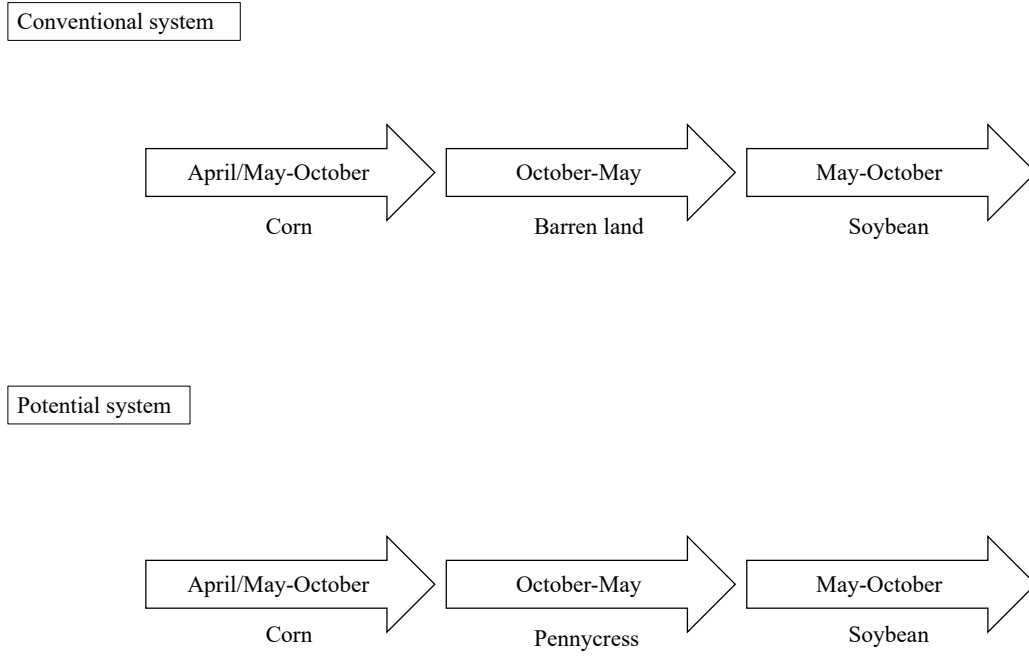 Conventional system
April/May-October
October-May
May-October
Corn
Barren land
Soybean
Potential system
April/May-October
October-May
May-October
Corn
Pennycress
Soybean